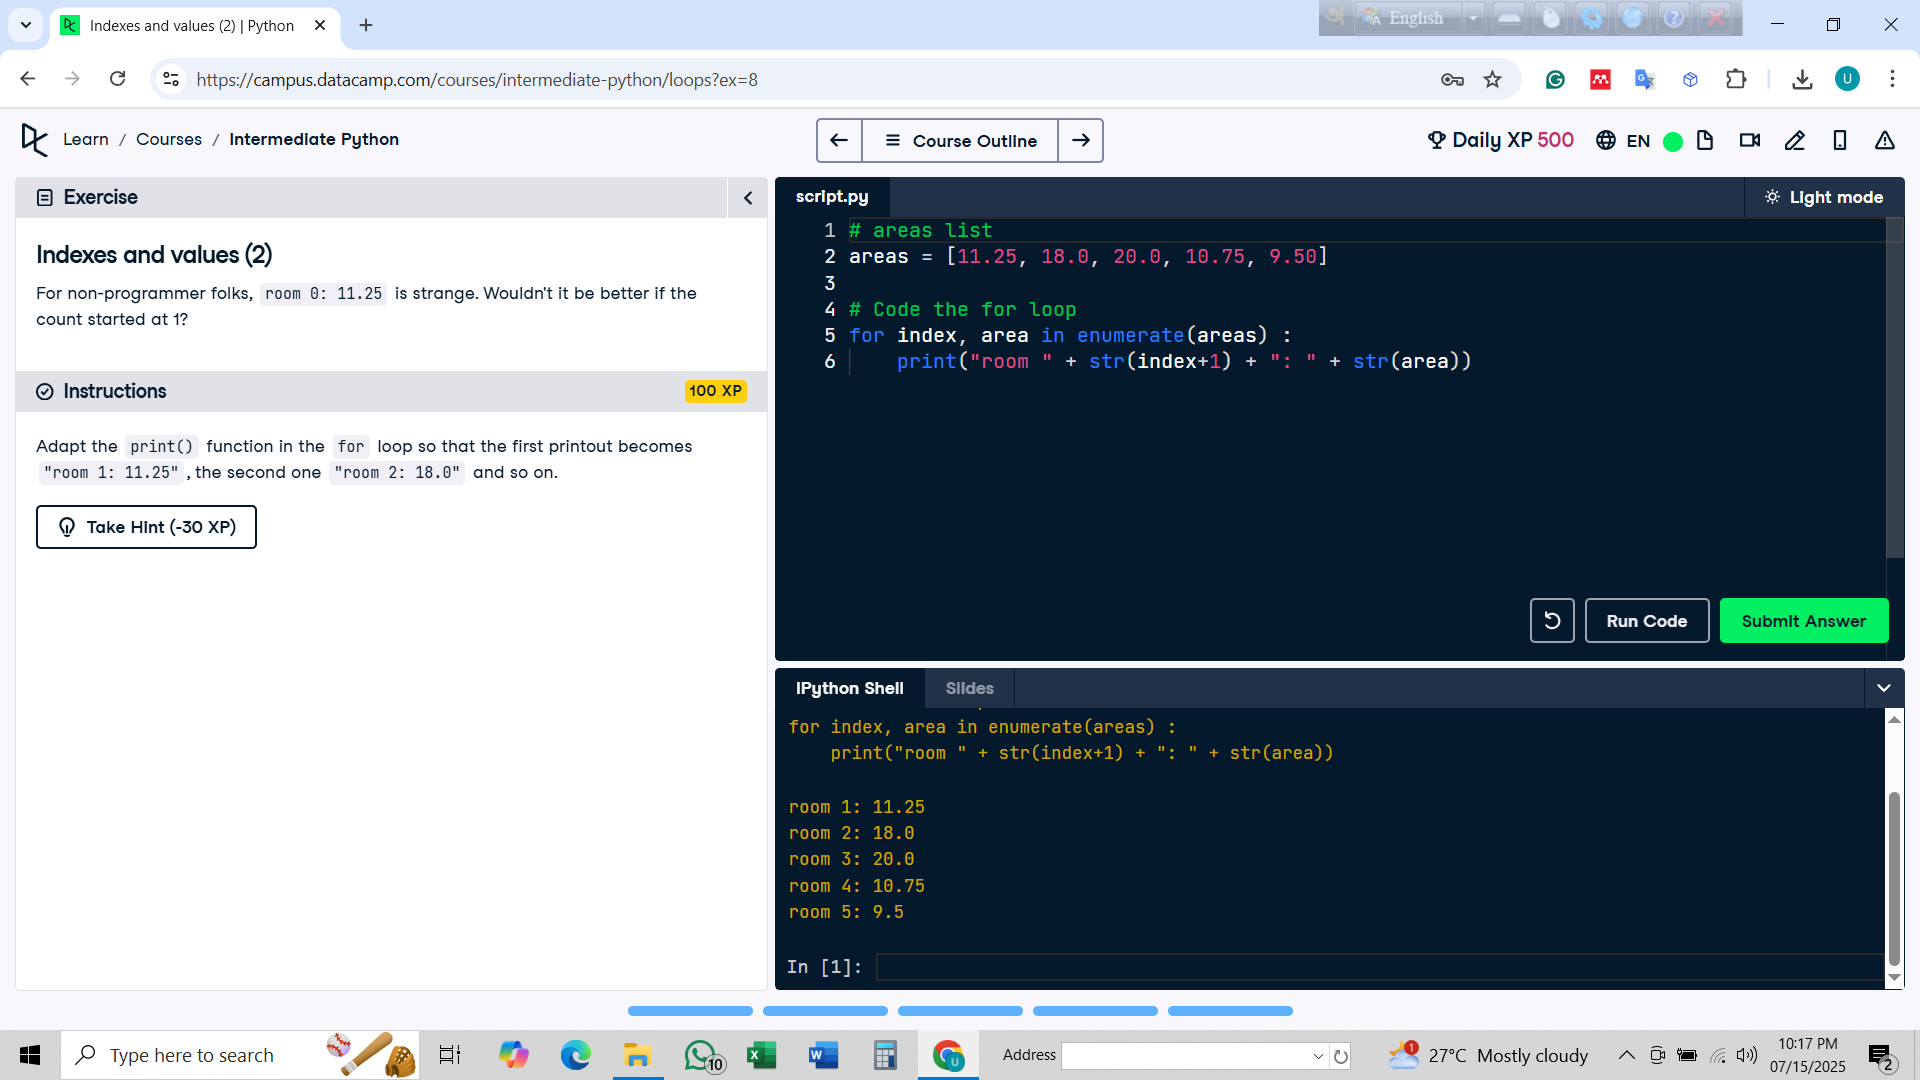 Indexes and values (2) | Python
English
https://campus.datacamp.com/courses/intermediate-python/loops?ex=8
U
Learn / Courses / Intermediate Python
Course Outline
Daily XP 500
EN
Exercise
Indexes and values (2)
For non-programmer folks, room 0: 11.25 is strange. Wouldn't it be better if the
count started at 1?
Instructions
100 XP
Adapt the print() function in the for loop so that the first printout becomes
"room 1: 11.25", the second one "room 2: 18.0" and so on.
Take Hint (-30 XP)
script.py
Light mode
1 # areas list
2 areas = [11.25, 18.0, 20.0, 10.75, 9.50]
3
4 # Code the for loop
5 for index, area in enumerate(areas) :
6     print("room " + str(index+1) + ": " + str(area))
Run Code
Submit Answer
IPython Shell
Slides
for index, area in enumerate(areas) :
    print("room " + str(index+1) + ": " + str(area))
room 1: 11.25
room 2: 18.0
room 3: 20.0
room 4: 10.75
room 5: 9.5
In [1]:
Type here to search
10
U
Address
1
27°C Mostly cloudy
10:17 PM
07/15/2025
2